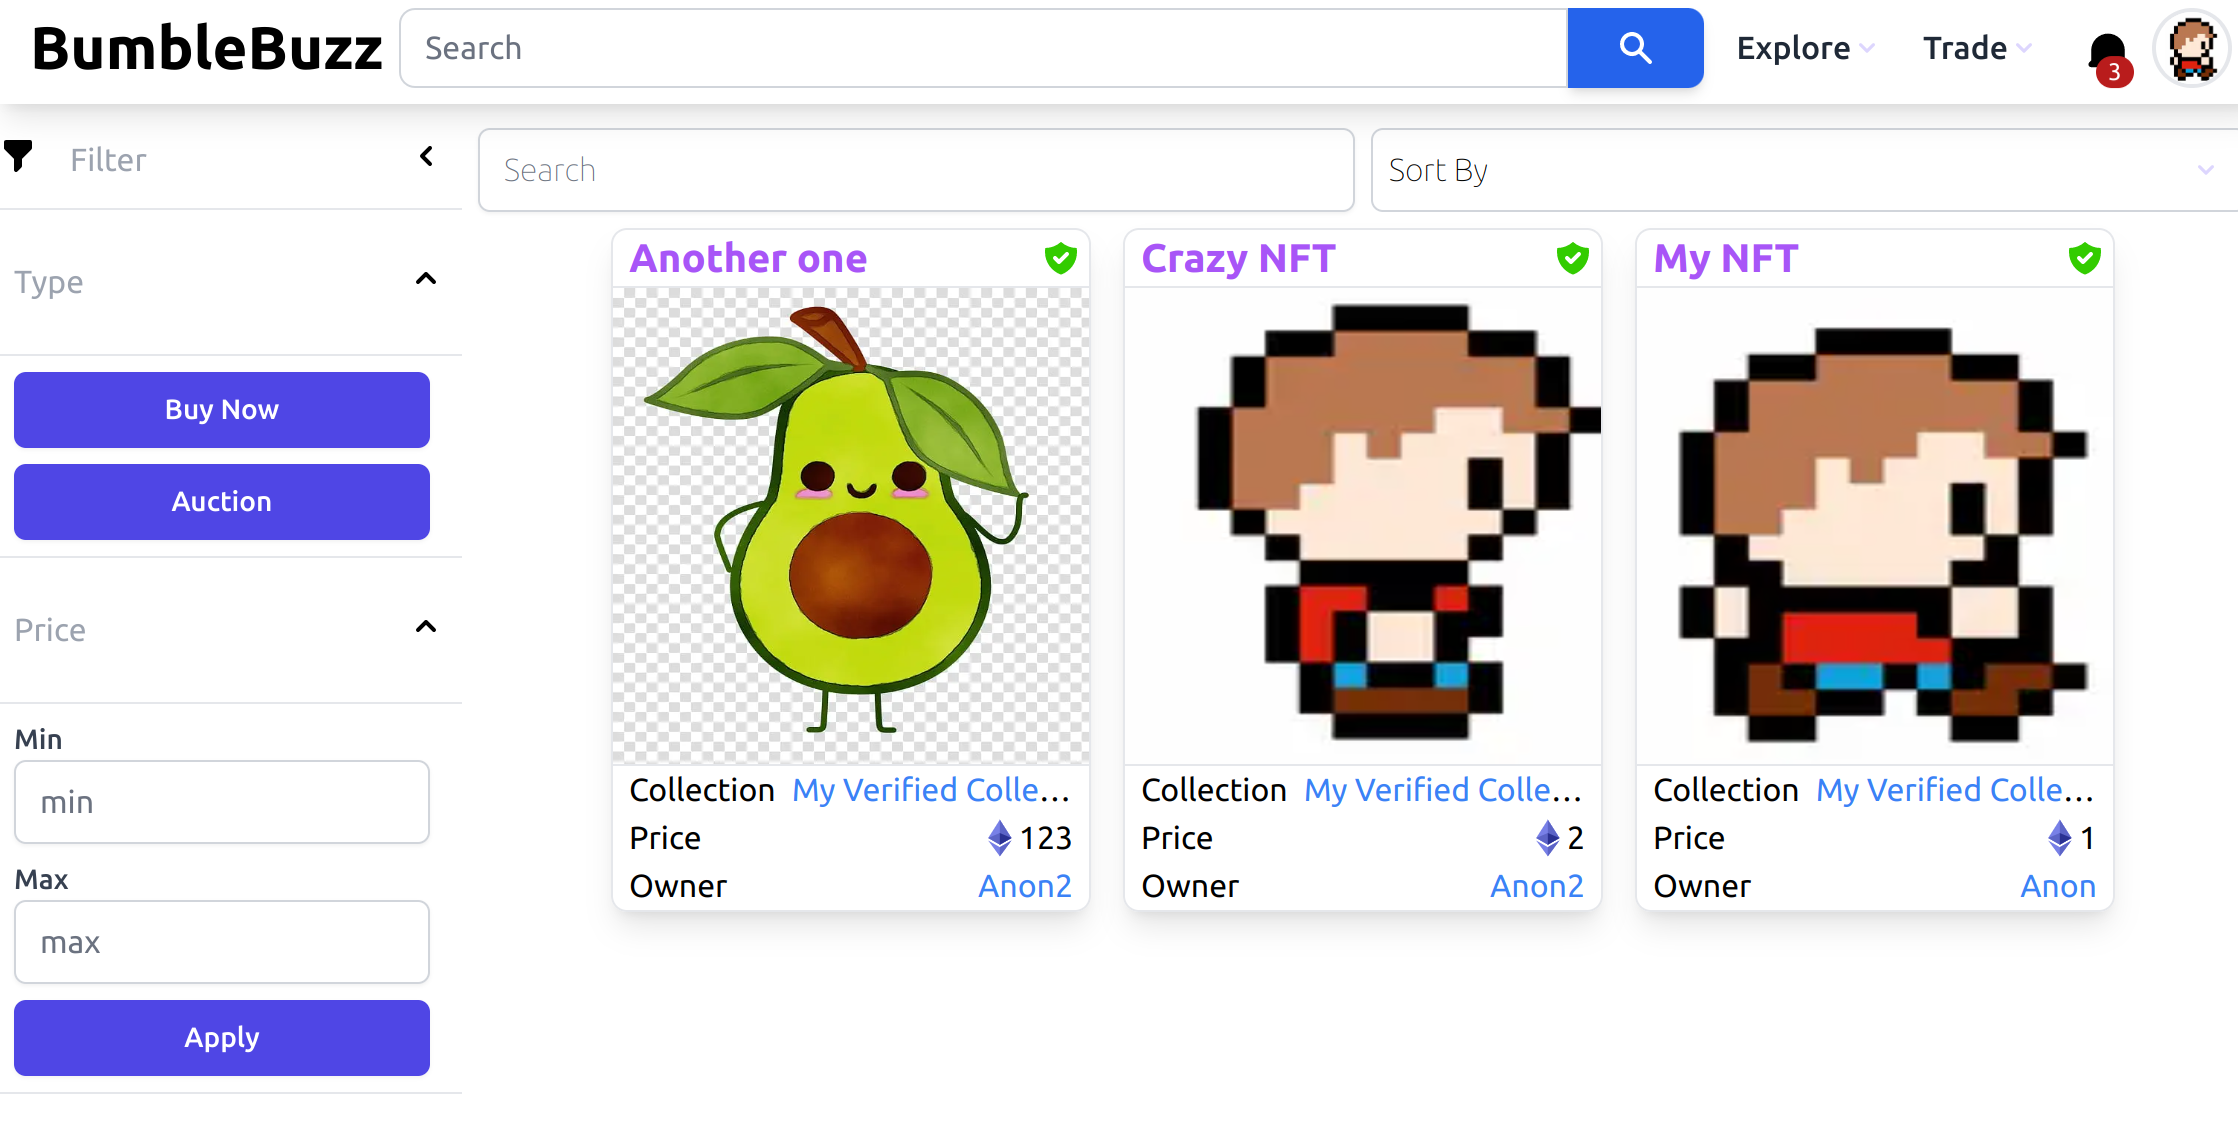 BumbleBuzz
Search
Explore
Trade
3
Filter
Search
Sort By
Type
Buy Now
Auction
Price
Min
min
Max
max
Apply
Another one
Collection My Verified Colle...
Price 123
Owner Anon2
Crazy NFT
Collection My Verified Colle...
Price 2
Owner Anon2
My NFT
Collection My Verified Colle...
Price 1
Owner Anon